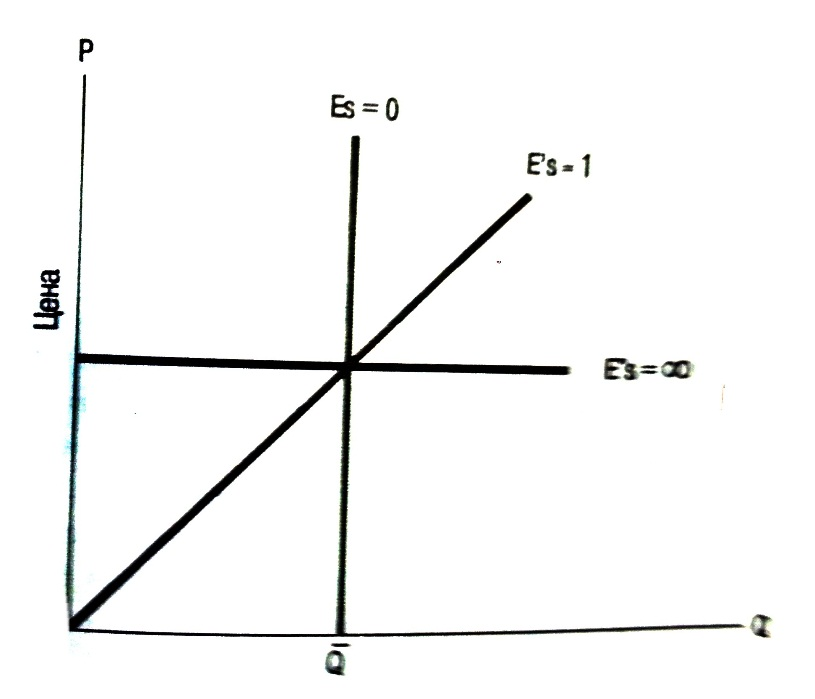 P
Es = 0
E's = 1
Цена
E's = ∞
Q
Q̄